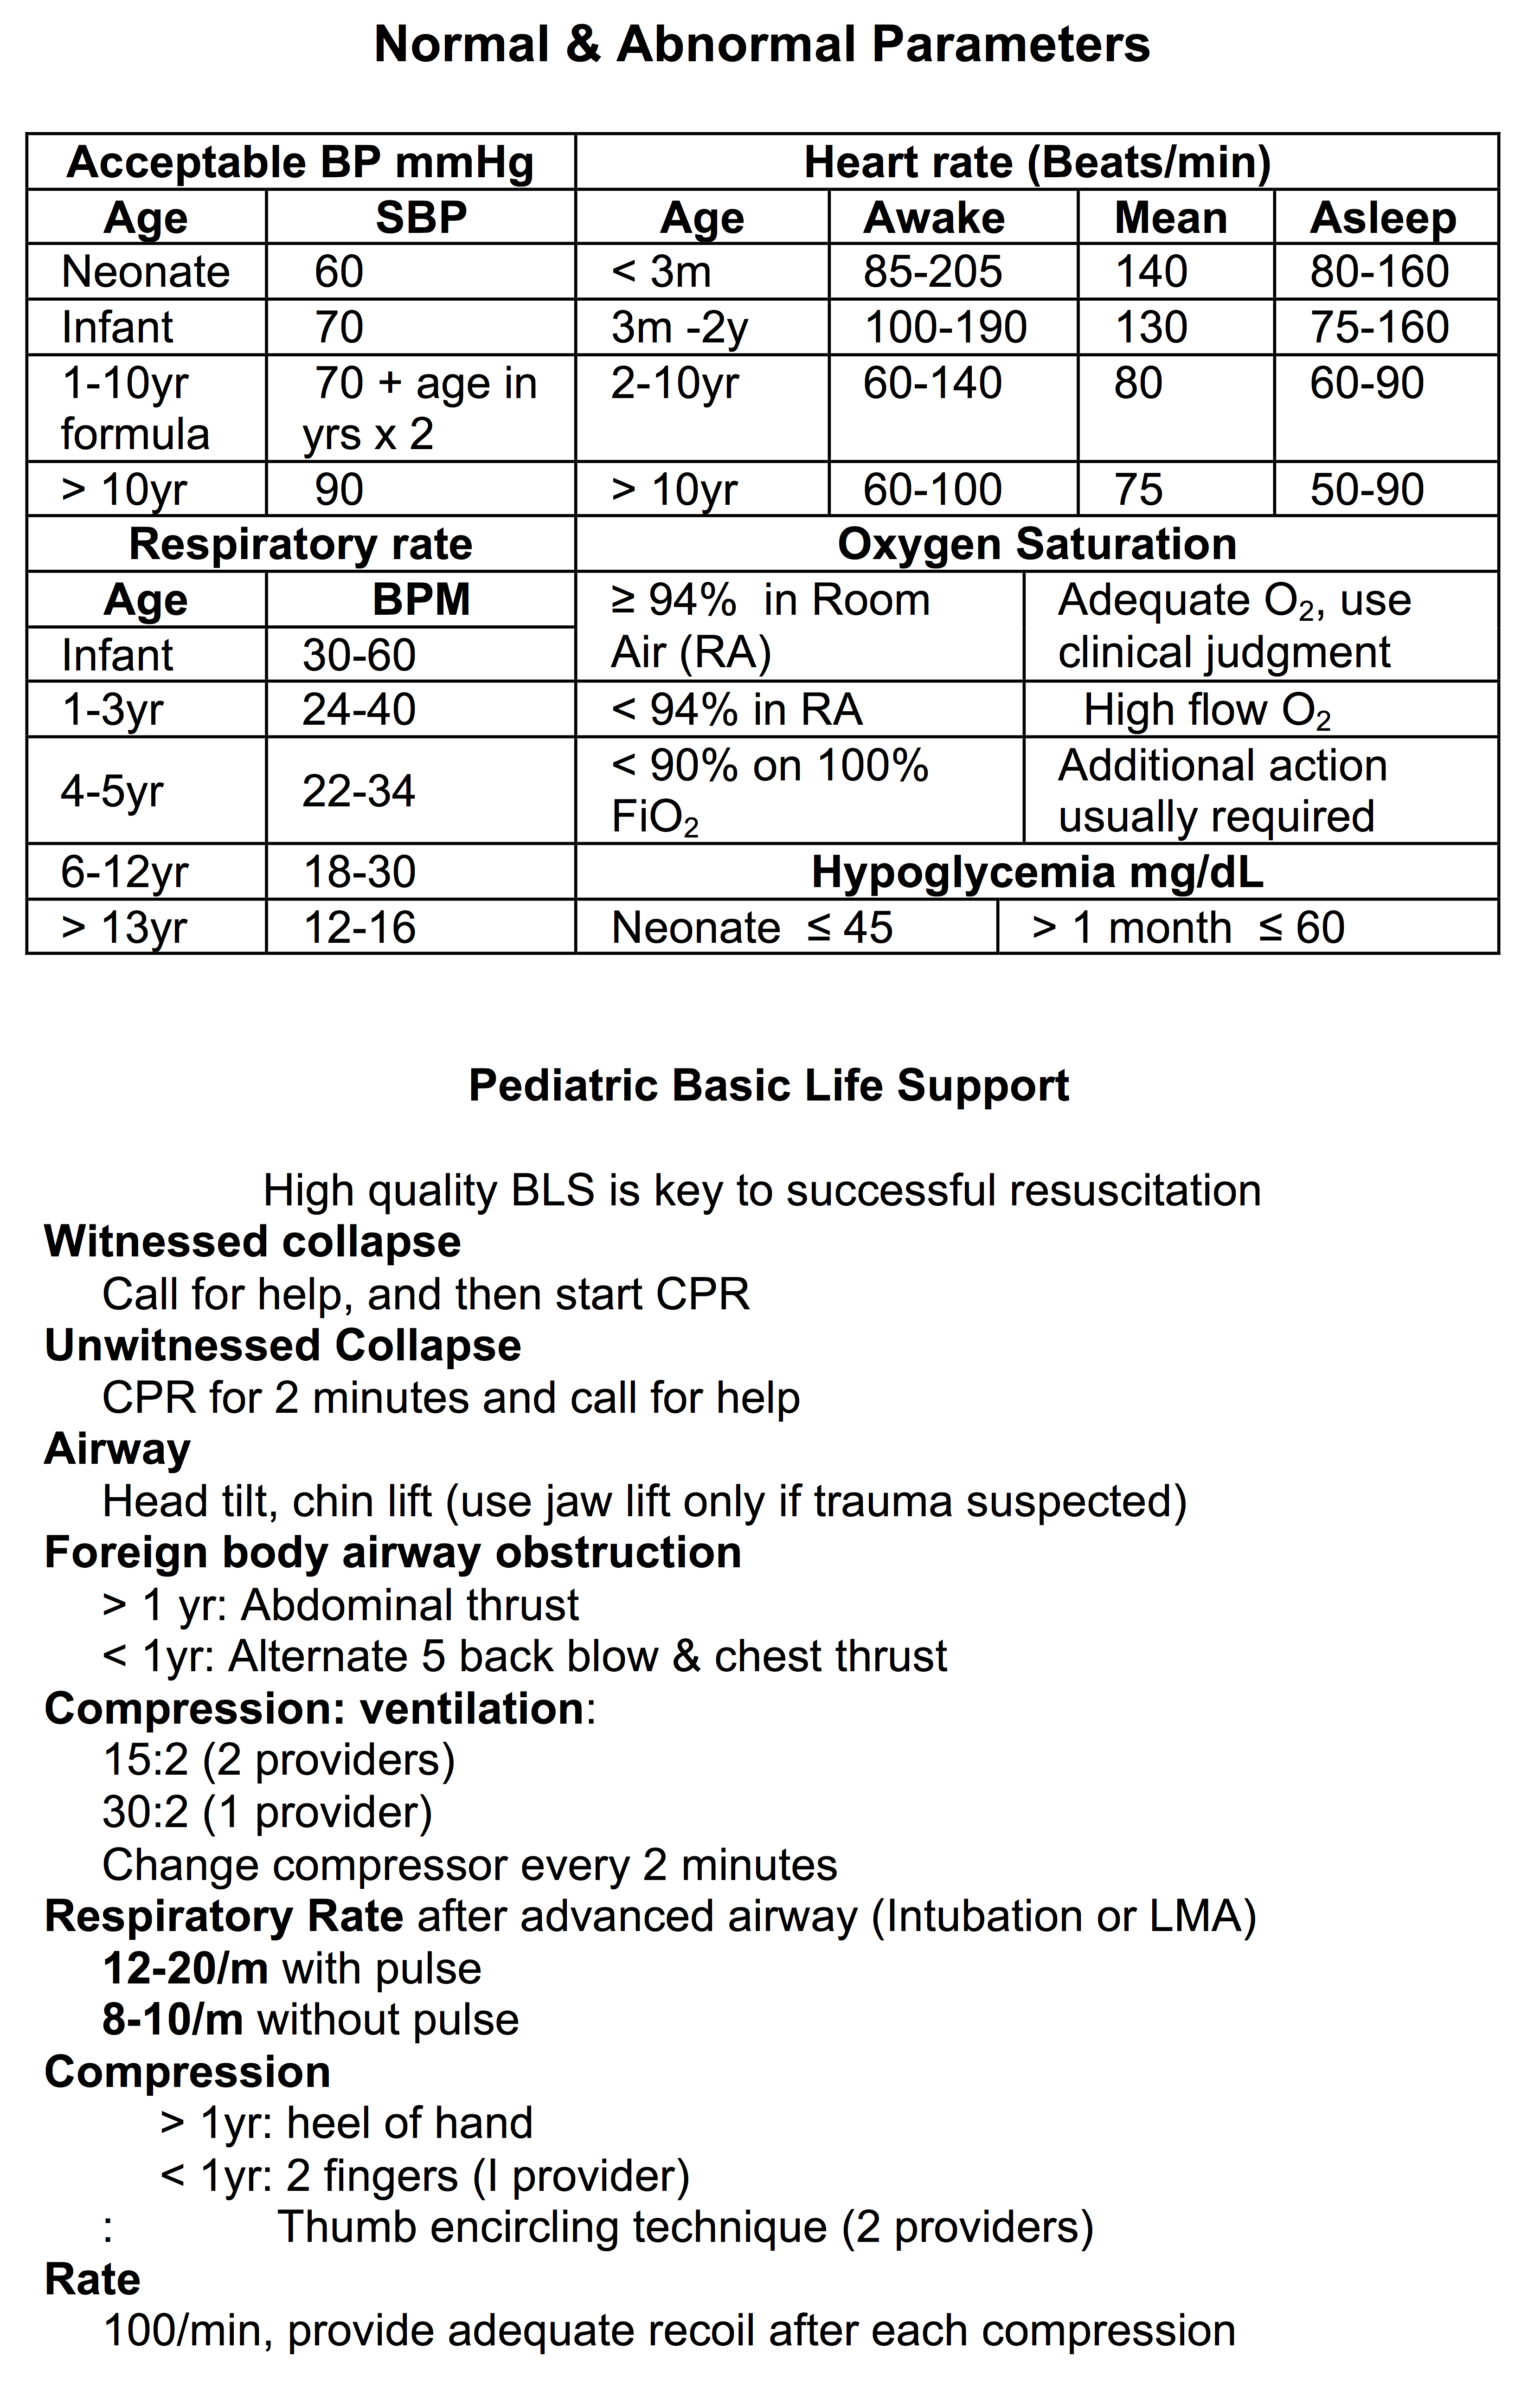 Normal & Abnormal Parameters
Acceptable BP mmHg Heart rate (Beats/min)
Age SBP Age Awake Mean Asleep
Neonate 60 < 3m 85-205 140 80-160
Infant 70 3m -2y 100-190 130 75-160
1-10yr 70 + age in 2-10yr 60-140 80 60-90
formula yrs x 2
> 10yr 90 > 10yr 60-100 75 50-90
Respiratory rate Oxygen Saturation
Age BPM ≥ 94% in Room Adequate O₂, use
Infant 30-60 Air (RA) clinical judgment
1-3yr 24-40 < 94% in RA High flow O₂
4-5yr 22-34 < 90% on 100% Additional action
FiO₂ usually required
6-12yr 18-30 Hypoglycemia mg/dL
> 13yr 12-16 Neonate ≤ 45 > 1 month ≤ 60
Pediatric Basic Life Support
High quality BLS is key to successful resuscitation
Witnessed collapse
Call for help, and then start CPR
Unwitnessed Collapse
CPR for 2 minutes and call for help
Airway
Head tilt, chin lift (use jaw lift only if trauma suspected)
Foreign body airway obstruction
> 1 yr: Abdominal thrust
< 1yr: Alternate 5 back blow & chest thrust
Compression: ventilation:
15:2 (2 providers)
30:2 (1 provider)
Change compressor every 2 minutes
Respiratory Rate after advanced airway (Intubation or LMA)
12-20/m with pulse
8-10/m without pulse
Compression
> 1yr: heel of hand
< 1yr: 2 fingers (I provider)
: Thumb encircling technique (2 providers)
Rate
100/min, provide adequate recoil after each compression